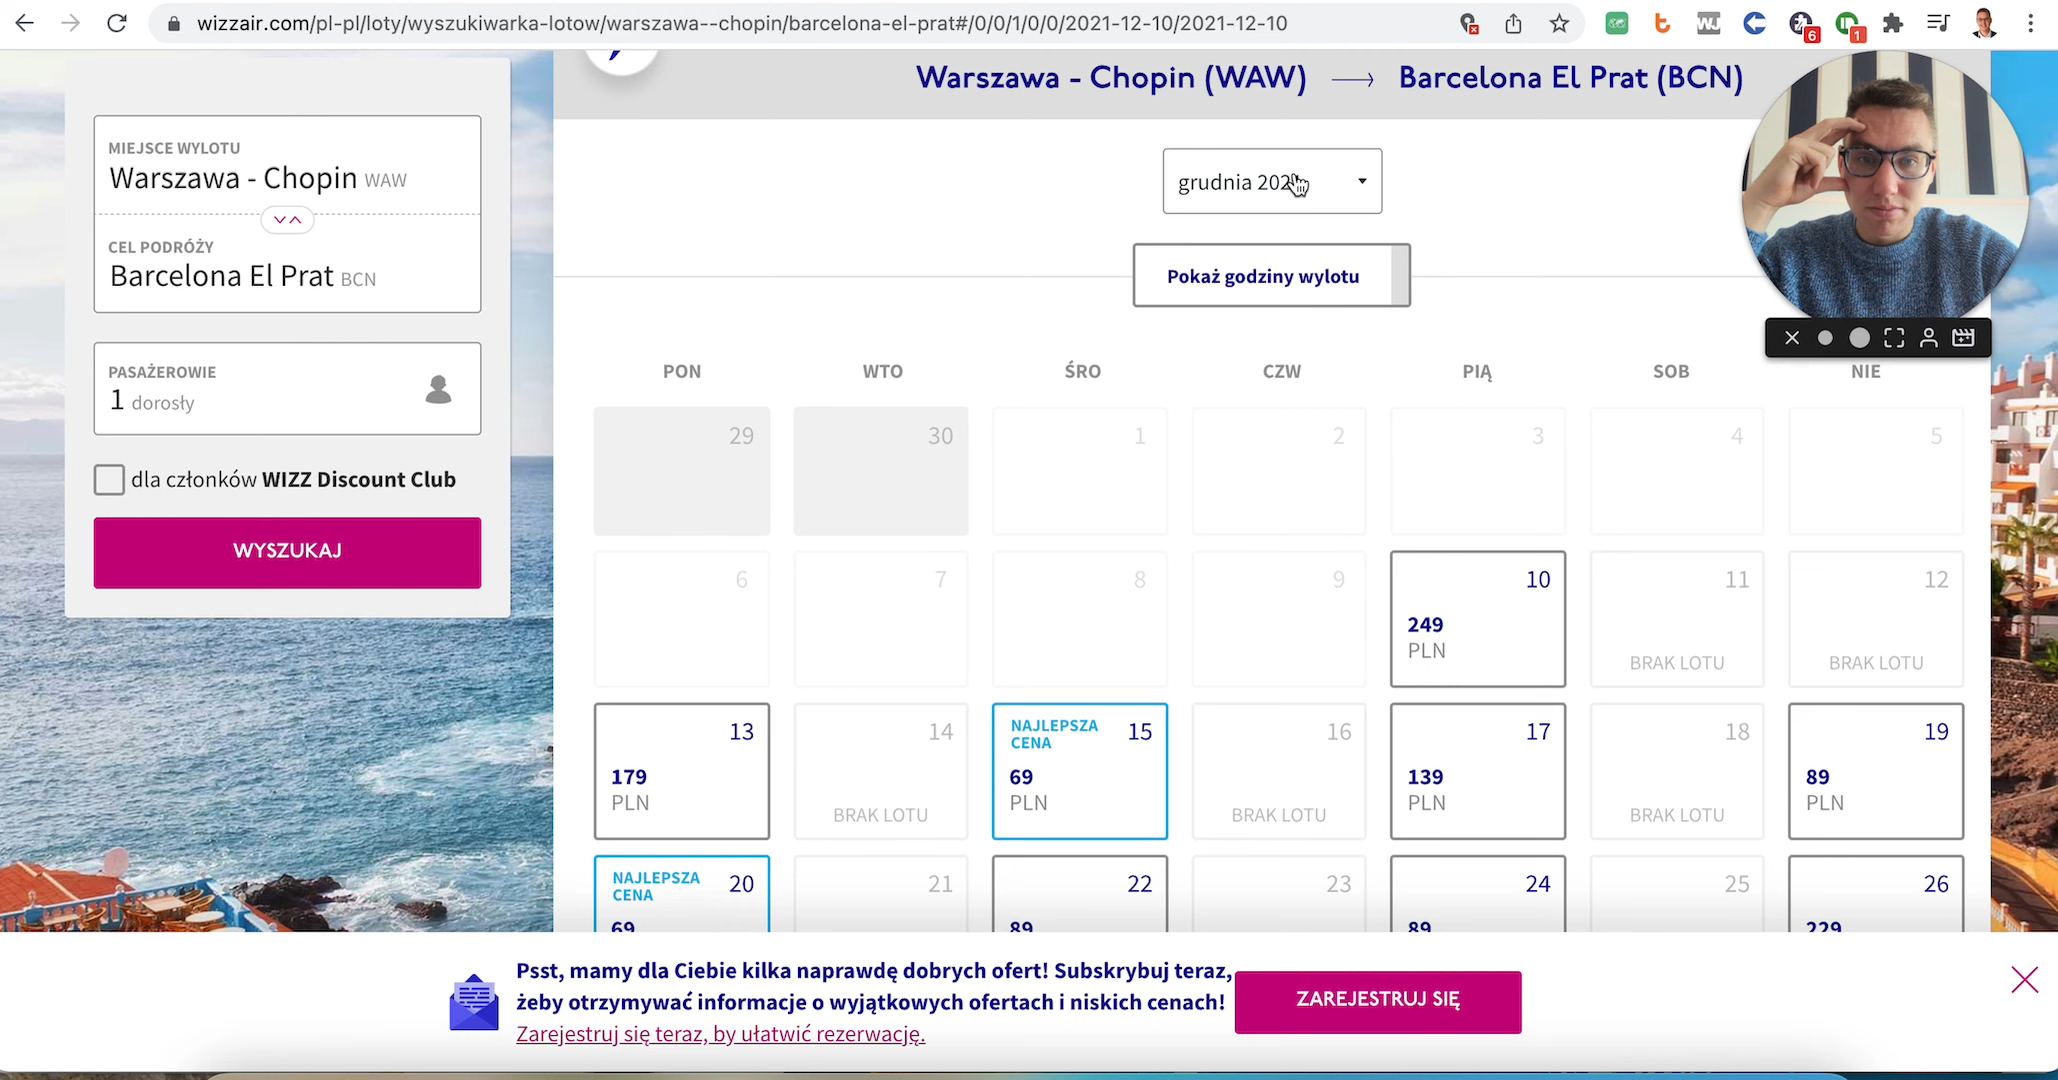 wizzair.com/pl-pl/loty/wyszukiwarka-lotow/warszawa--chopin/barcelona-el-prat#/0/0/1/0/0/2021-12-10/2021-12-10
6
1
Warszawa - Chopin (WAW) → Barcelona El Prat (BCN)
MIEJSCE WYLOTU
Warszawa - Chopin WAW
CEL PODRÓŻY
Barcelona El Prat BCN
PASAŻEROWIE
1 dorosły
dla członków WIZZ Discount Club
WYSZUKAJ
grudnia
Pokaż godziny wylotu
PON WTO ŚRO CZW PIĄ SOB NIE
29 30 1 2 3 4 5
6 7 8 9 10 11 12
249
PLN
BRAK LOTU BRAK LOTU
13 14 NAJLEPSZA CENA 15 16 17 18 19
179 69 139 89
PLN PLN PLN PLN
BRAK LOTU BRAK LOTU BRAK LOTU
NAJLEPSZA CENA 20 21 22 23 24 25 26
69 89 89 229
Psst, mamy dla Ciebie kilka naprawdę dobrych ofert! Subskrybuj teraz,
żeby otrzymywać informacje o wyjątkowych ofertach i niskich cenach!
Zarejestruj się teraz, by ułatwić rezerwację.
ZAREJESTRUJ SIĘ